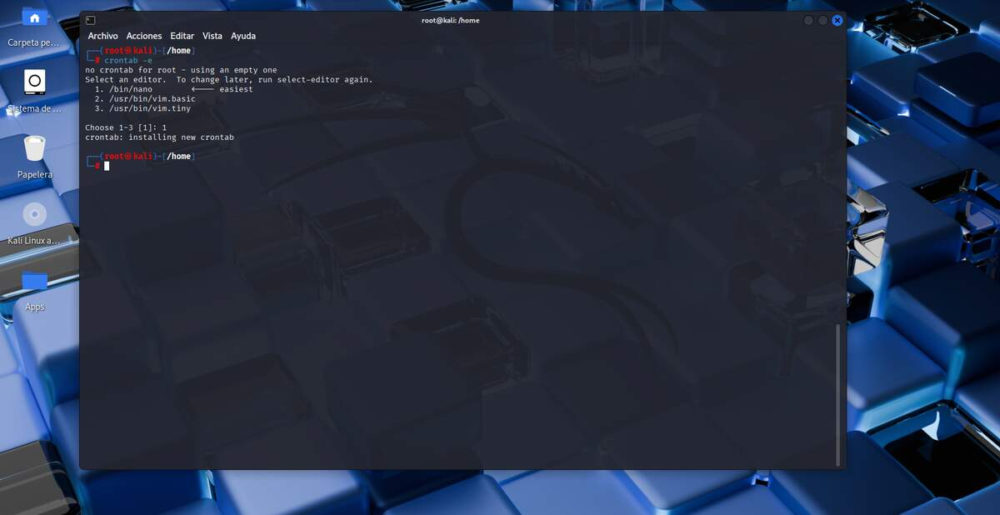 root@kali: /home
Archivo Acciones Editar Vista Ayuda
┌──(root㉿kali)-[/home]
└─# crontab -e
no crontab for root - using an empty one
Select an editor.  To change later, run select-editor again.
  1. /bin/nano        <---- easiest
  2. /usr/bin/vim.basic
  3. /usr/bin/vim.tiny
Choose 1-3 [1]: 1
crontab: installing new crontab
┌──(root㉿kali)-[/home]
└─#
Carpeta pe...
Sistema de ...
Papelera
Kali Linux a...
Apps